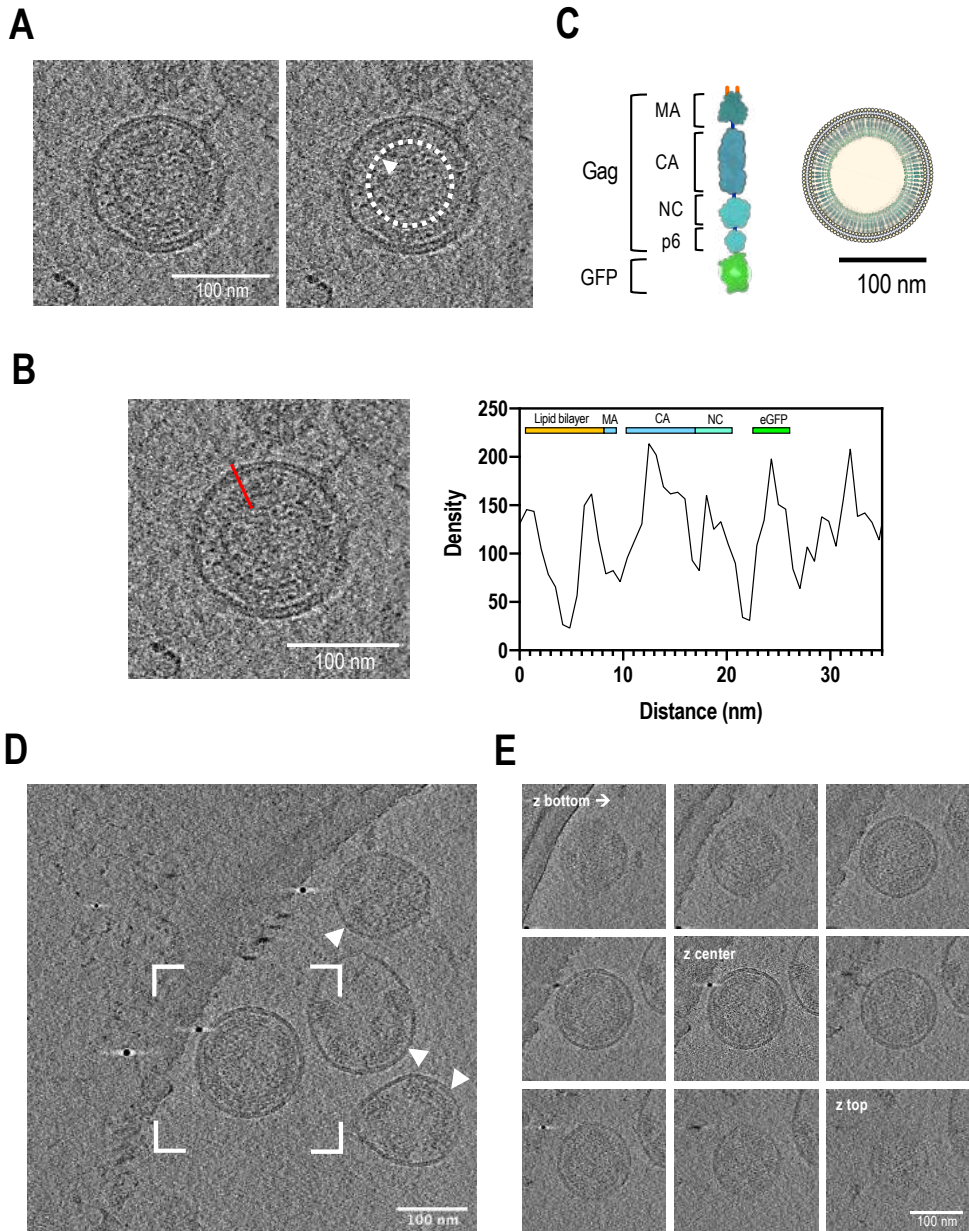 A
100 nm
100 nm
C
Gag
MA
CA
NC
p6
GFP
100 nm
B
100 nm
250
200
150
100
50
0
Density
Lipid bilayer
MA
CA
NC
eGFP
0
10
20
30
Distance (nm)
D
100 nm
E
z bottom →
z center
z top
100 nm